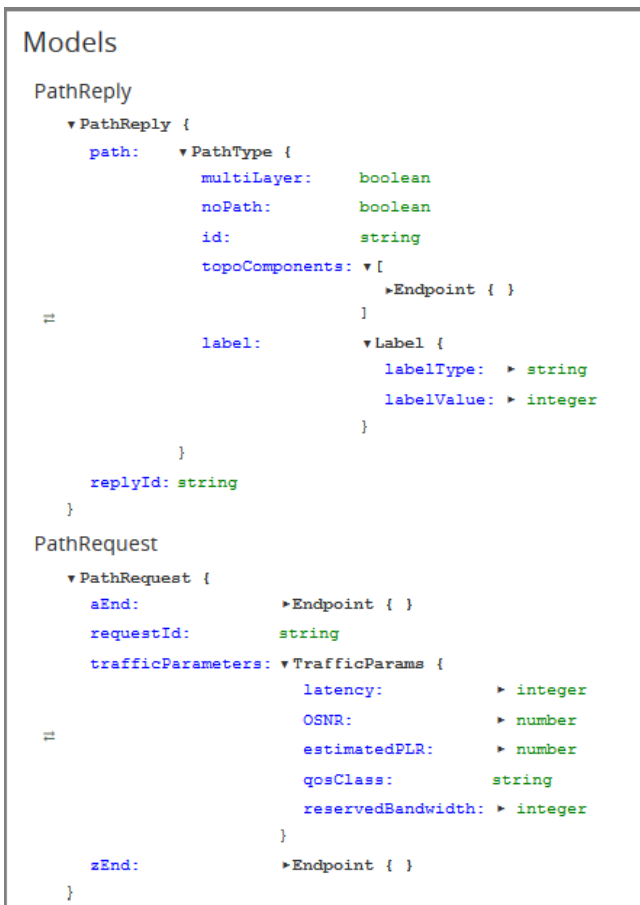 Models
PathReply
▼PathReply {
path: ▼PathType {
multiLayer: boolean
noPath: boolean
id: string
topoComponents: ▼[
►Endpoint { }
]
label: ▼Label {
labelType: ► string
labelValue: ► integer
}
}
replyId: string
}
PathRequest
▼PathRequest {
aEnd: ►Endpoint { }
requestId: string
trafficParameters: ▼TrafficParams {
latency: ► integer
OSNR: ► number
estimatedPLR: ► number
qosClass: string
reservedBandwidth: ► integer
}
zEnd: ►Endpoint { }
}